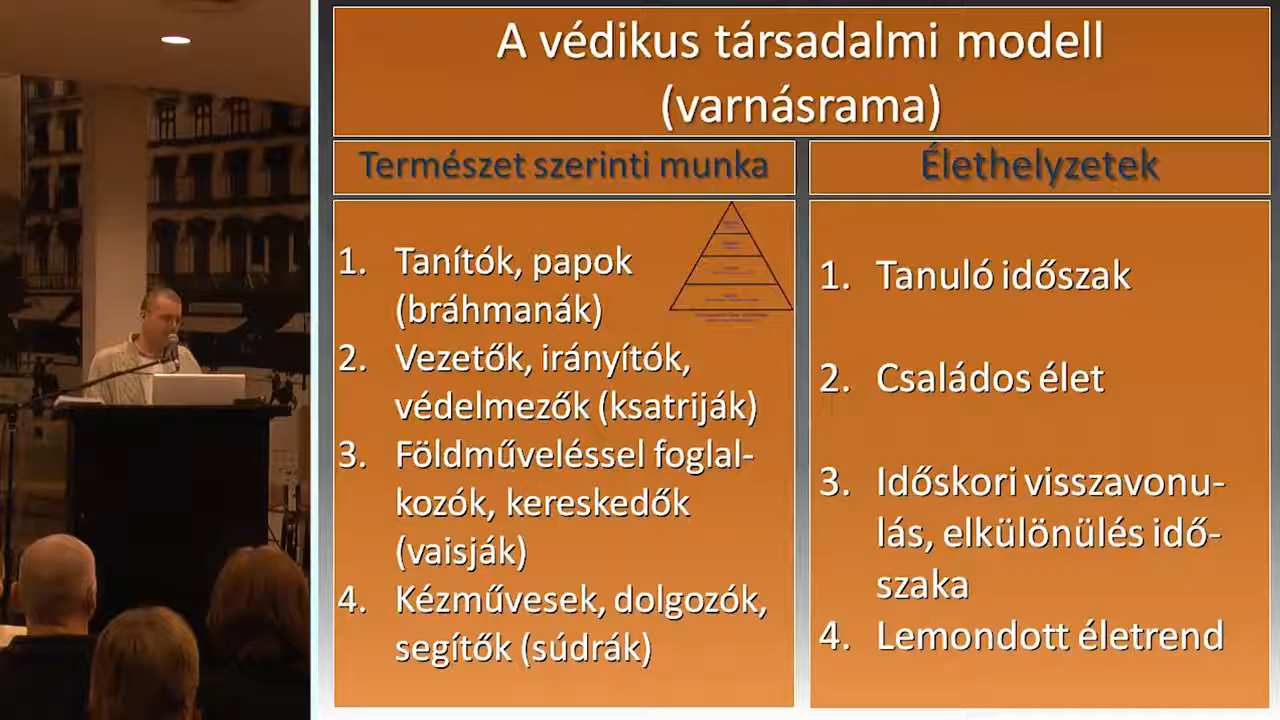 A védikus társadalmi modell
(varnásrama)
Természet szerinti munka
1. Tanítók, papok
(bráhmanák)
2. Vezetők, irányítók,
védelmezők (ksatriják)
3. Földműveléssel foglal-
kozók, kereskedők
(vaisják)
4. Kézművesek, dolgozók,
segítők (súdrák)
Élethelyzetek
1. Tanuló időszak
2. Családos élet
3. Időskori visszavonu-
lás, elkülönülés idő-
szaka
4. Lemondott életrend